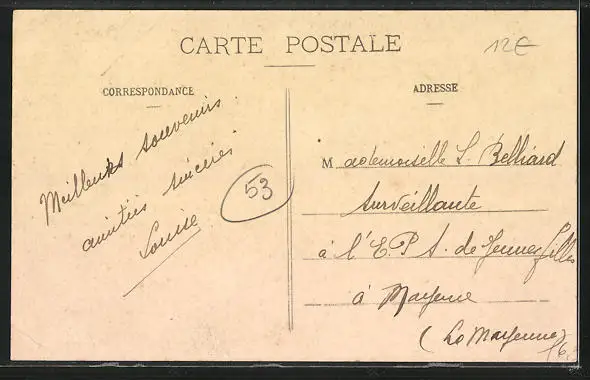 CARTE POSTALE
12€
CORRESPONDANCE
ADRESSE
Meilleurs souvenirs
amitiés sincères
Louise
53
Mademoiselle L. Belliard
Surveillante
à l'E.P.S. de Jeunes filles
à Mayenne
(La Mayenne)